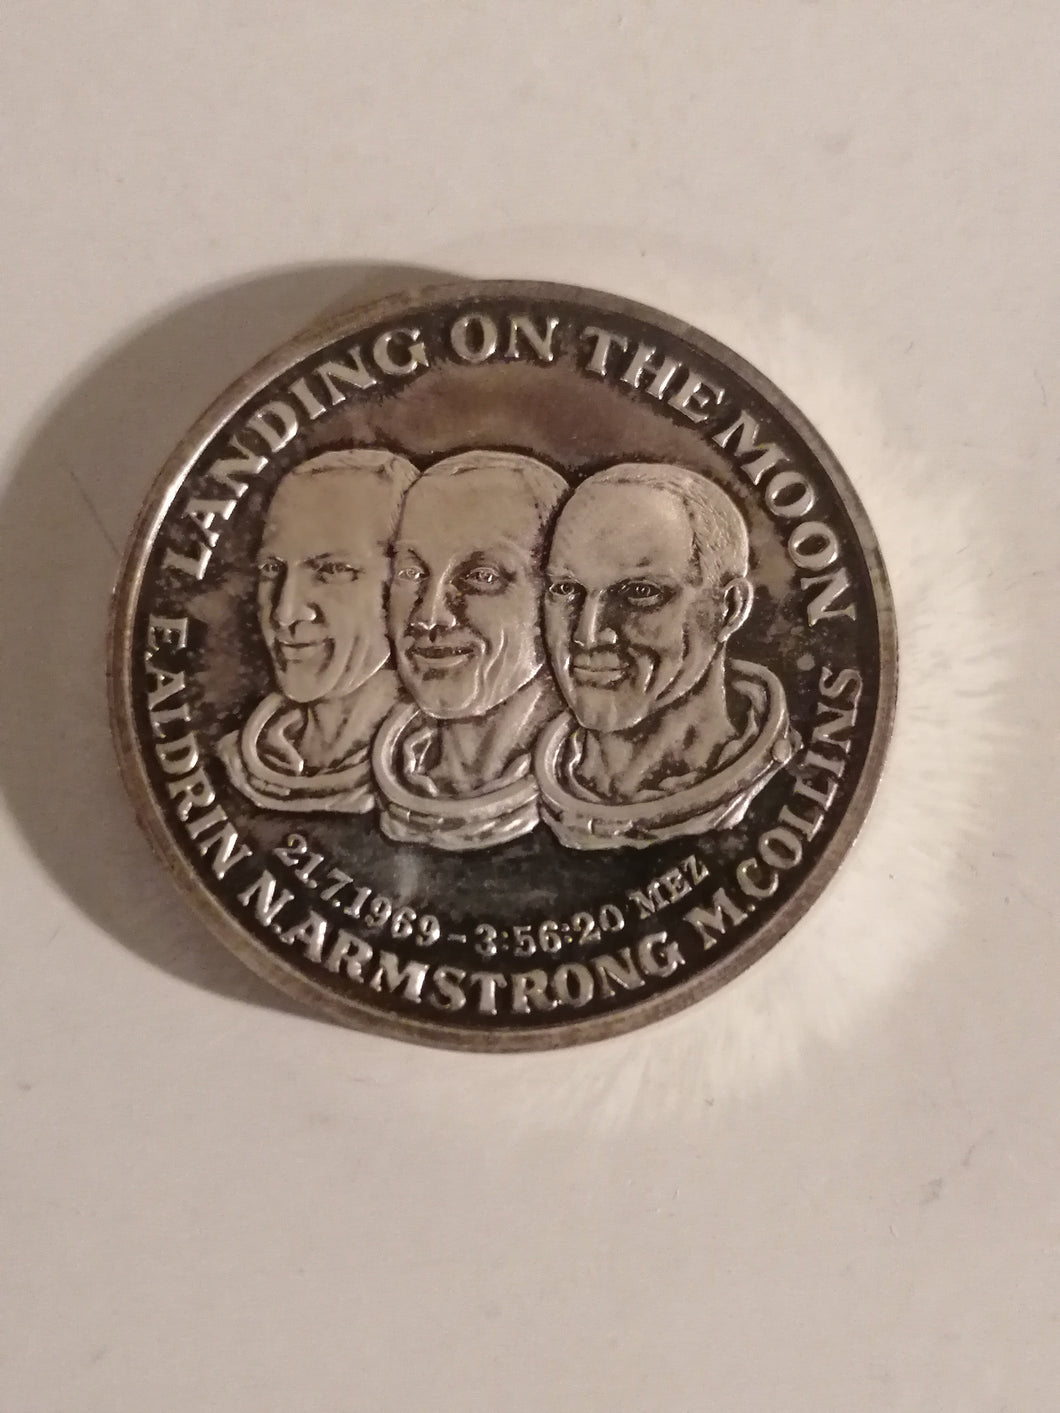 LANDING ON THE MOON
21.7.1969 - 3:56:20 MEZ
E ALDRIN N.ARMSTRONG M.COLLINS